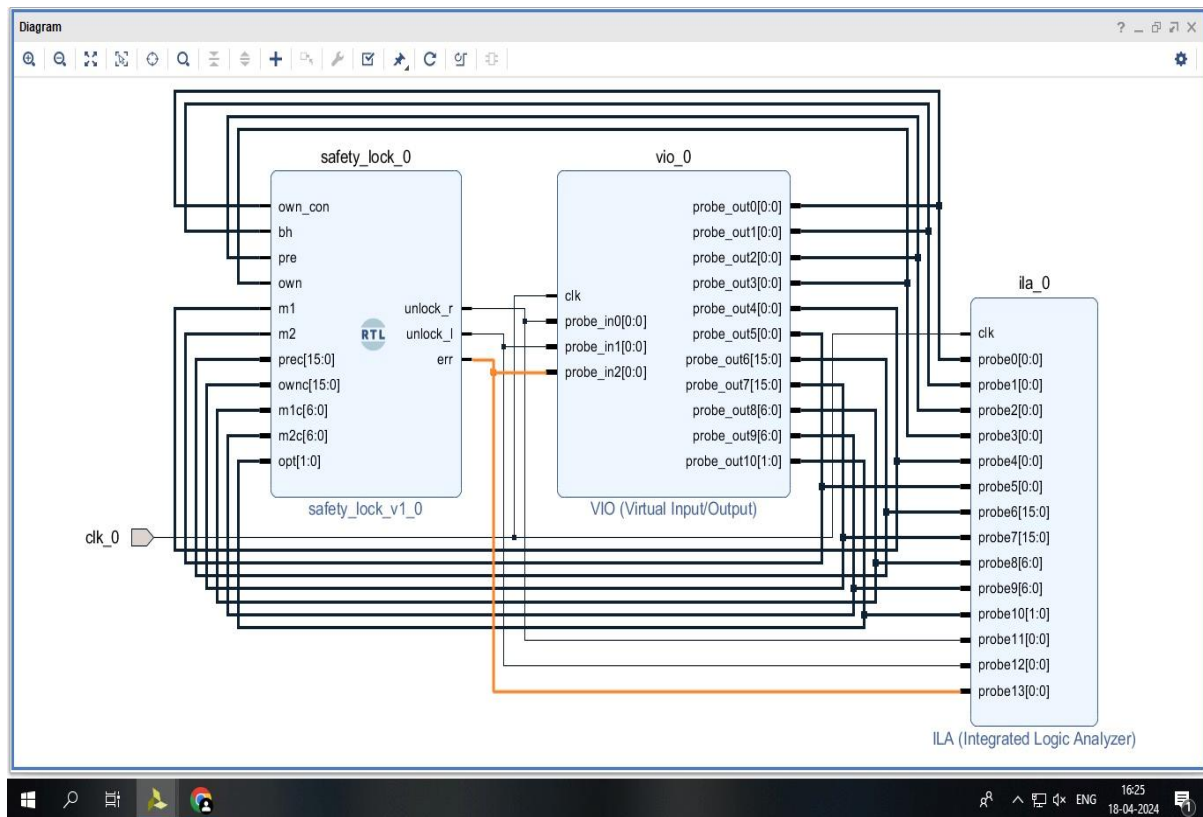 Diagram
?
safety_lock_0
own_con
bh
pre
own
m1
m2
prec[15:0]
ownc[15:0]
m1c[6:0]
m2c[6:0]
opt[1:0]
RTL
unlock_r
unlock_l
err
safety_lock_v1_0
clk_0
vio_0
clk
probe_in0[0:0]
probe_in1[0:0]
probe_in2[0:0]
probe_out0[0:0]
probe_out1[0:0]
probe_out2[0:0]
probe_out3[0:0]
probe_out4[0:0]
probe_out5[0:0]
probe_out6[15:0]
probe_out7[15:0]
probe_out8[6:0]
probe_out9[6:0]
probe_out10[1:0]
VIO (Virtual Input/Output)
ila_0
clk
probe0[0:0]
probe1[0:0]
probe2[0:0]
probe3[0:0]
probe4[0:0]
probe5[0:0]
probe6[15:0]
probe7[15:0]
probe8[6:0]
probe9[6:0]
probe10[1:0]
probe11[0:0]
probe12[0:0]
probe13[0:0]
ILA (Integrated Logic Analyzer)
ENG
16:25
18-04-2024
1